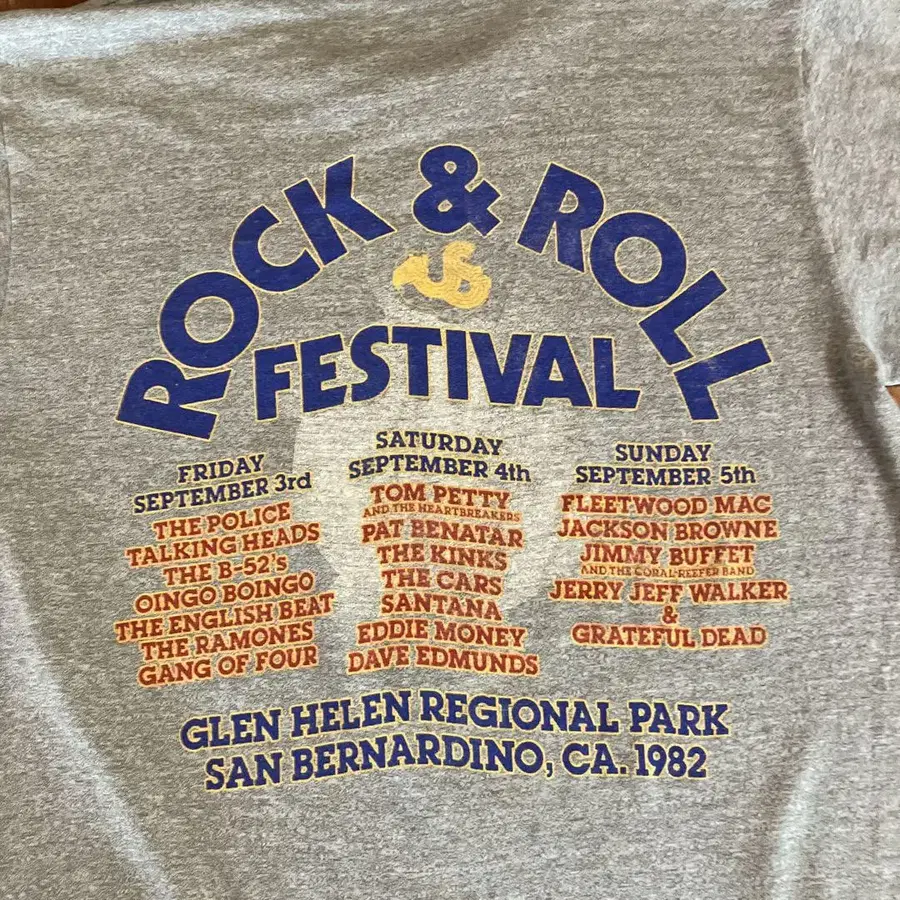 ROCK & ROLL
US
FESTIVAL
FRIDAY
SEPTEMBER 3rd
THE POLICE
TALKING HEADS
THE B-52's
OINGO BOINGO
THE ENGLISH BEAT
THE RAMONES
GANG OF FOUR
SATURDAY
SEPTEMBER 4th
TOM PETTY
AND THE HEARTBREAKERS
PAT BENATAR
THE KINKS
THE CARS
SANTANA
EDDIE MONEY
DAVE EDMUNDS
SUNDAY
SEPTEMBER 5th
FLEETWOOD MAC
JACKSON BROWNE
JIMMY BUFFET
AND THE CORAL-REEFER BAND
JERRY JEFF WALKER
&
GRATEFUL DEAD
GLEN HELEN REGIONAL PARK
SAN BERNARDINO, CA. 1982